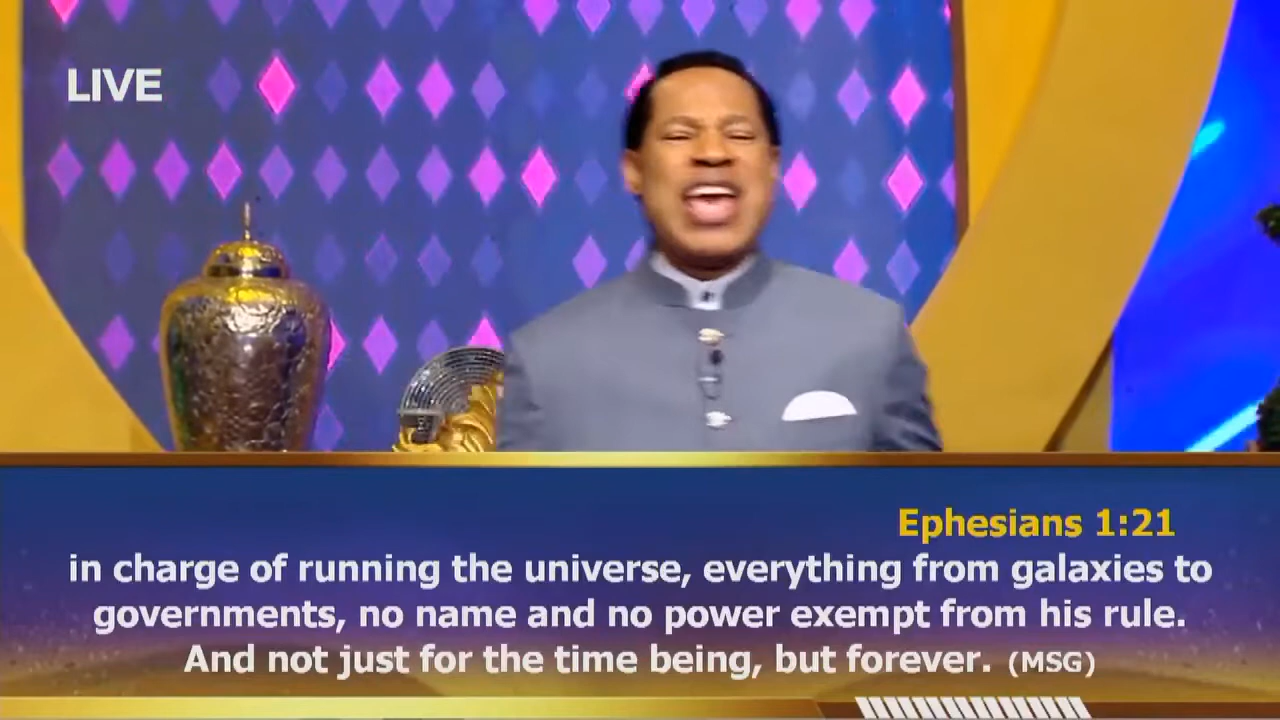 LIVE
Ephesians 1:21
in charge of running the universe, everything from galaxies to
governments, no name and no power exempt from his rule.
And not just for the time being, but forever. (MSG)